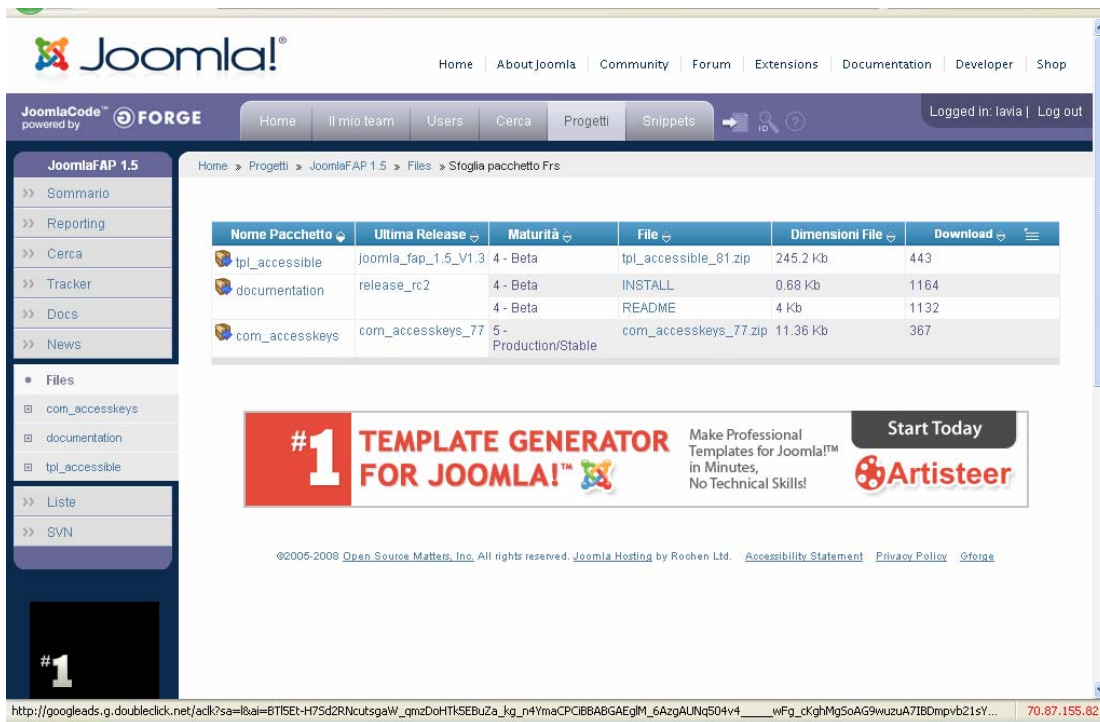 Joomla!®
Home About Joomla Community Forum Extensions Documentation Developer Shop
JoomlaCode™
powered by
FORGE
Home Il mio team Users Cerca Progetti Snippets ID ?
Logged in: lavia | Log out
JoomlaFAP 1.5
Home » Progetti » JoomlaFAP 1.5 » Files » Sfoglia pacchetto Frs
Sommario
Reporting
Cerca
Tracker
Docs
News
Files
com_accesskeys
documentation
tpl_accessible
Liste
SVN
Nome Pacchetto Ultima Release Maturità File Dimensioni File Download
tpl_accessible joomla_fap_1.5_V1.3 4 - Beta tpl_accessible_81.zip 245.2 Kb 443
documentation release_rc2 4 - Beta INSTALL 0.68 Kb 1164
4 - Beta README 4 Kb 1132
com_accesskeys com_accesskeys_77 5 - com_accesskeys_77.zip 11.36 Kb 367
Production/Stable
#1
TEMPLATE GENERATOR
FOR JOOMLA!™
Make Professional
Templates for Joomla!™
in Minutes,
No Technical Skills!
Start Today
Artisteer
©2005-2008 Open Source Matters, Inc. All rights reserved. Joomla Hosting by Rochen Ltd. Accessibility Statement Privacy Policy Gforge
#1
70.87.155.82